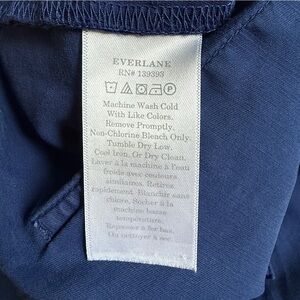 EVERLANE
RN# 139393
Machine Wash Cold
With Like Colors.
Remove Promptly.
Non-Chlorine Bleach Only.
Tumble Dry Low.
Cool Iron. Or Dry Clean.
Laver à la machine à l'eau
froide avec de couleurs
similaires. Retirez
rapidement. Blanchir sans
chlore. Sécher à la
machine basse
température.
Repasser à fer bas.
Ou nettoyer à sec.